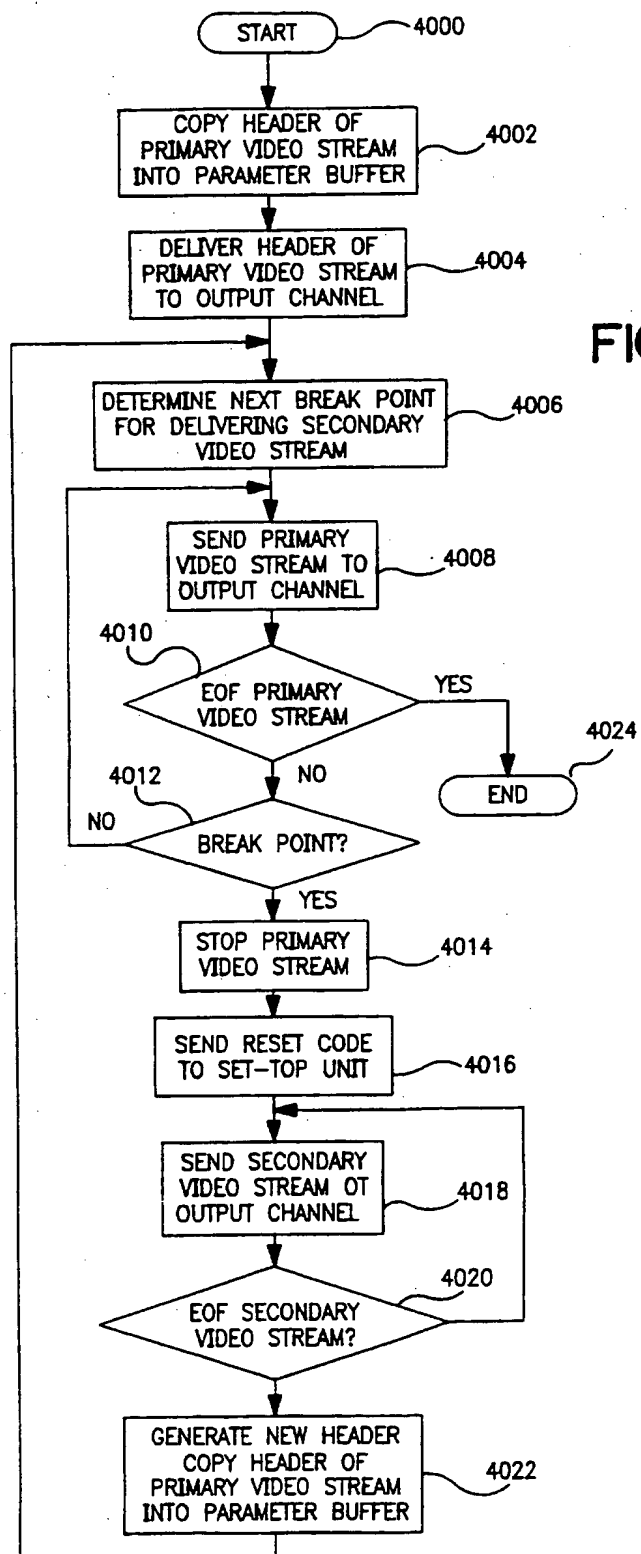 START
4000
COPY HEADER OF
PRIMARY VIDEO STREAM
INTO PARAMETER BUFFER
4002
DELIVER HEADER OF
PRIMARY VIDEO STREAM
TO OUTPUT CHANNEL
4004
FIG
DETERMINE NEXT BREAK POINT
FOR DELIVERING SECONDARY
VIDEO STREAM
4006
SEND PRIMARY
VIDEO STREAM TO
OUTPUT CHANNEL
4008
4010
EOF PRIMARY
VIDEO STREAM
YES
NO
4024
END
4012
NO
BREAK POINT?
YES
STOP PRIMARY
VIDEO STREAM
4014
SEND RESET CODE
TO SET-TOP UNIT
4016
SEND SECONDARY
VIDEO STREAM OT
OUTPUT CHANNEL
4018
4020
EOF SECONDARY
VIDEO STREAM?
GENERATE NEW HEADER
COPY HEADER OF
PRIMARY VIDEO STREAM
INTO PARAMETER BUFFER
4022